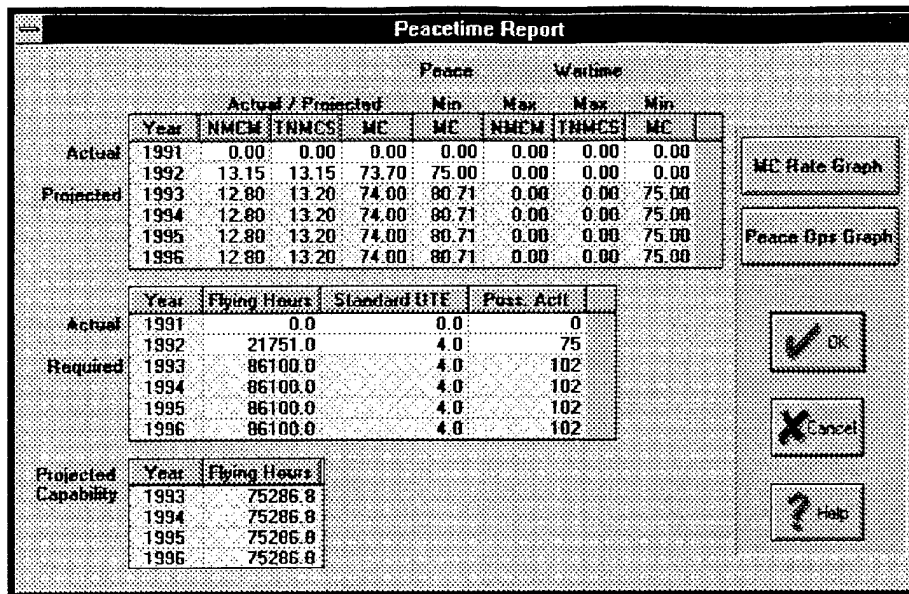 Peacetime Report
Peace Wartime
Actual / Projected Min Max Max Min
Year NMCM TNMCS MC MC NMCM TNMCS MC
Actual 1991 0.00 0.00 0.00 0.00 0.00 0.00 0.00
1992 13.15 13.15 73.70 75.00 0.00 0.00 0.00
Projected 1993 12.80 13.20 74.00 80.71 0.00 0.00 75.00
1994 12.80 13.20 74.00 80.71 0.00 0.00 75.00
1995 12.80 13.20 74.00 80.71 0.00 0.00 75.00
1996 12.80 13.20 74.00 80.71 0.00 0.00 75.00
MC Rate Graph
Peace Ops Graph
Year Flying Hours Standard UTE Poss. Acft
Actual 1991 0.0 0.0 0
1992 21751.0 4.0 75
Required 1993 86100.0 4.0 102
1994 86100.0 4.0 102
1995 86100.0 4.0 102
1996 86100.0 4.0 102
OK
Cancel
Help
Projected Capability
Year Flying Hours
1993 75286.8
1994 75286.8
1995 75286.8
1996 75286.8